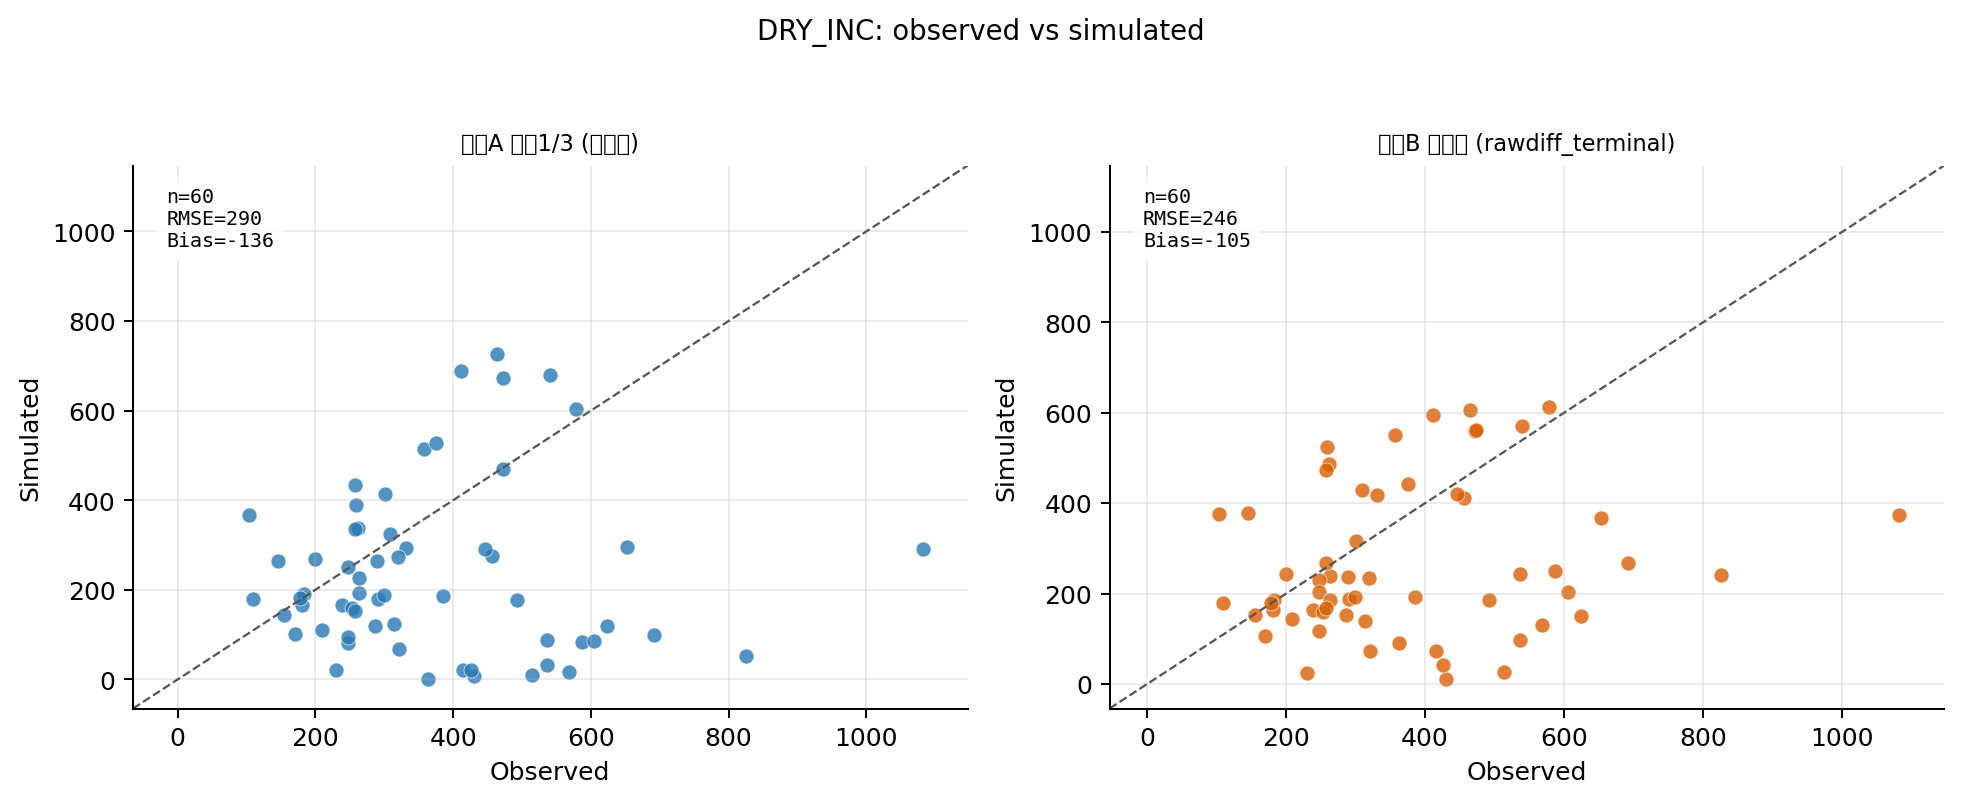 DRY_INC: observed vs simulated
A 1/3 ( )
n=60
RMSE=290
Bias=-136
1000
800
600
400
200
0
Simulated
0 200 400 600 800 1000
Observed
B (rawdiff_terminal)
n=60
RMSE=246
Bias=-105
1000
800
600
400
200
0
Simulated
0 200 400 600 800 1000
Observed